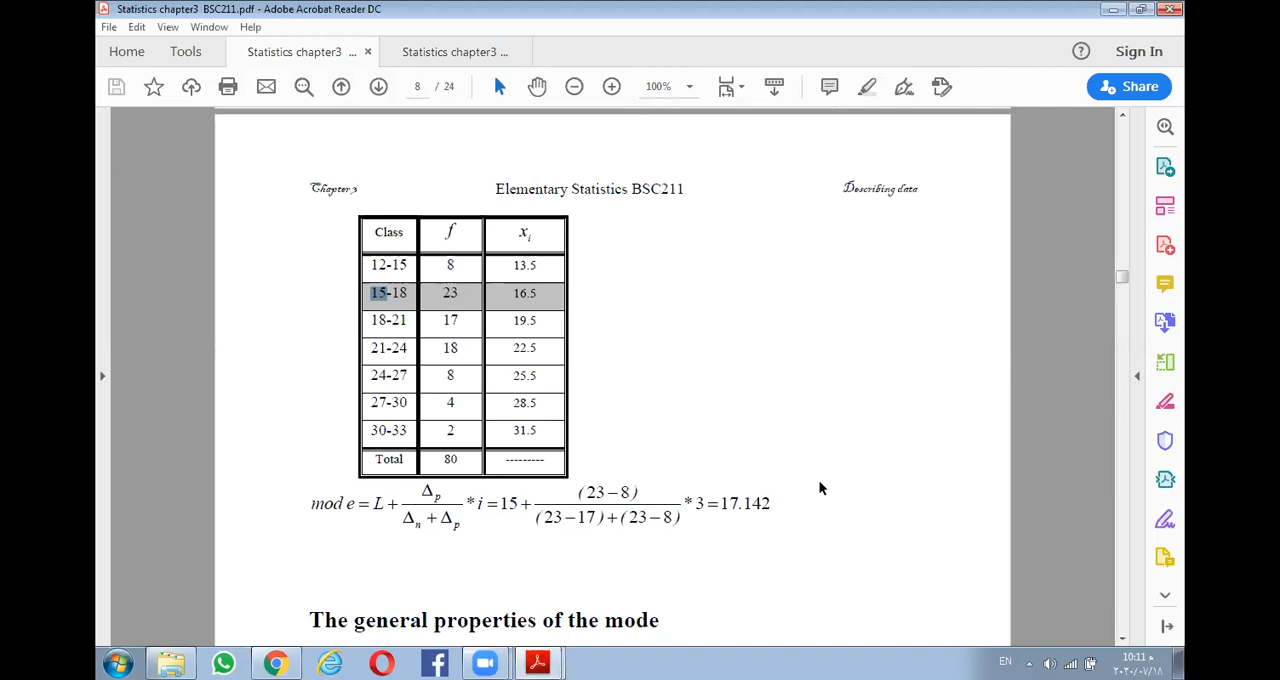 Statistics chapter3 BSC211.pdf - Adobe Acrobat Reader DC
File Edit View Window Help
Home Tools Statistics chapter3 ... × Statistics chapter3 ... Sign In
8 / 24 100% Share
Chapter 3 Elementary Statistics BSC211 Describing data
Class f xᵢ
12-15 8 13.5
15-18 23 16.5
18-21 17 19.5
21-24 18 22.5
24-27 8 25.5
27-30 4 28.5
30-33 2 31.5
Total 80 ---------
mod e = L + Δp / (Δn + Δp) * i = 15 + (23 − 8) / ((23 − 17) + (23 − 8)) * 3 = 17.142
The general properties of the mode
EN 10:11 م
٢٠٢٠/٠٧/١٨